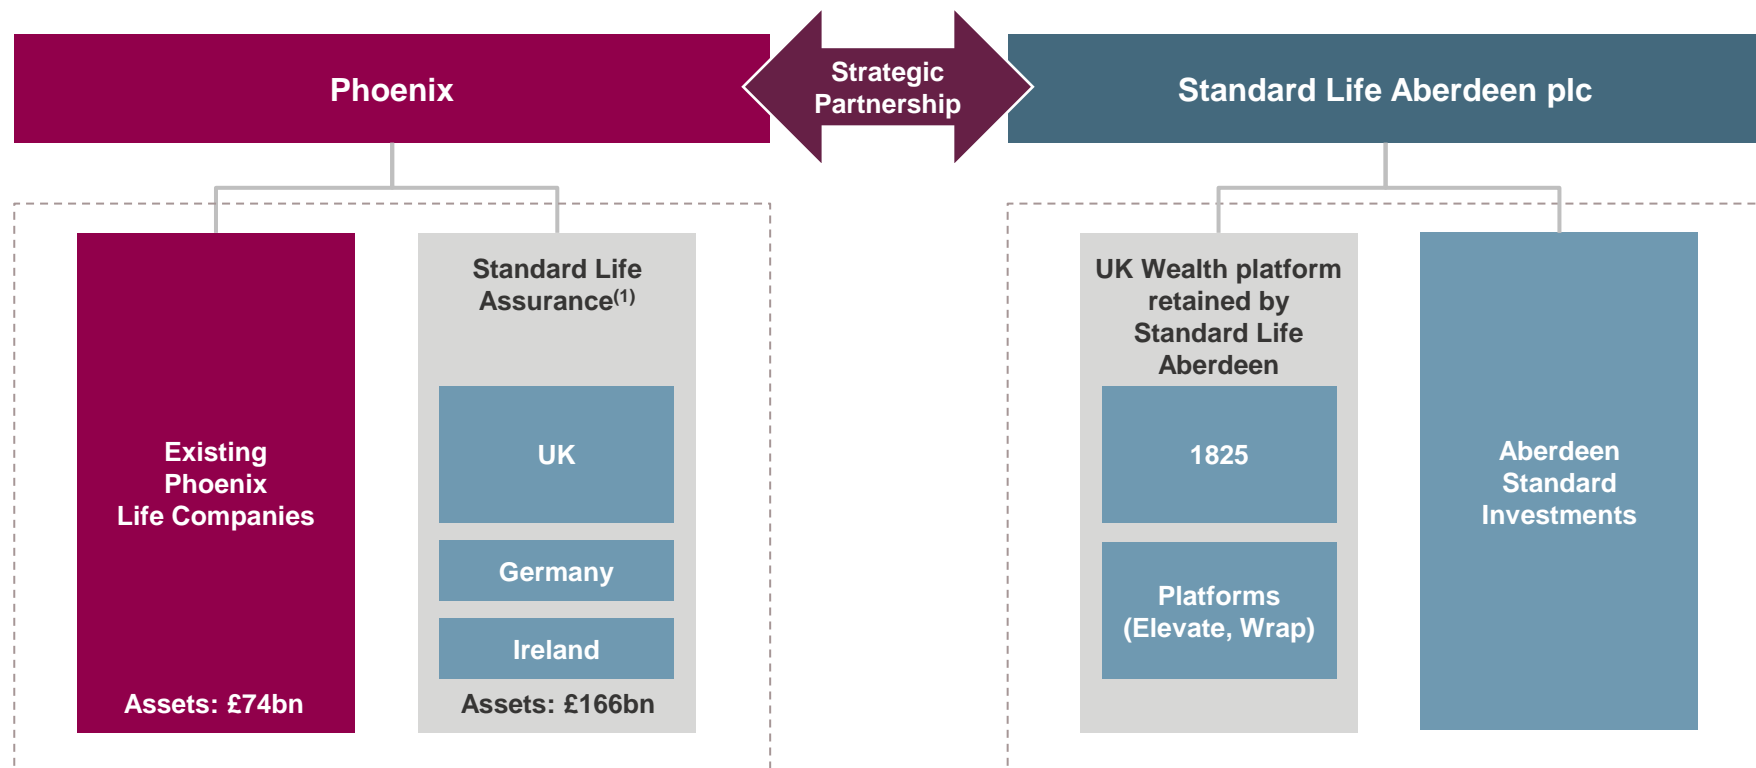 Phoenix
Strategic
Partnership
Standard Life Aberdeen plc
Existing
Phoenix
Life Companies
Assets: £74bn
Standard Life
Assurance(1)
UK
Germany
Ireland
Assets: £166bn
UK Wealth platform
retained by
Standard Life
Aberdeen
1825
Platforms
(Elevate, Wrap)
Aberdeen
Standard
Investments